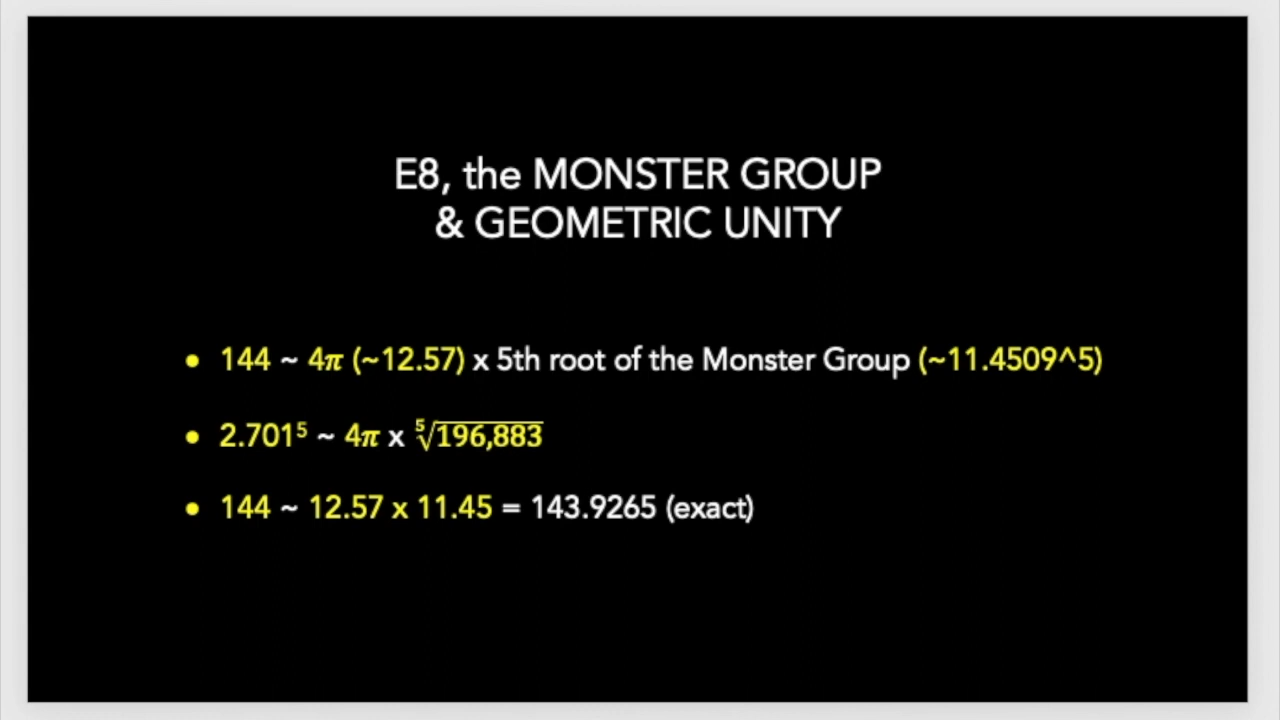 E8, the MONSTER GROUP
& GEOMETRIC UNITY
• 144 ~ 4𝝅 (~12.57) x 5th root of the Monster Group (~11.4509^5)
• 2.701⁵ ~ 4𝝅 x ⁵√196,883
• 144 ~ 12.57 x 11.45 = 143.9265 (exact)